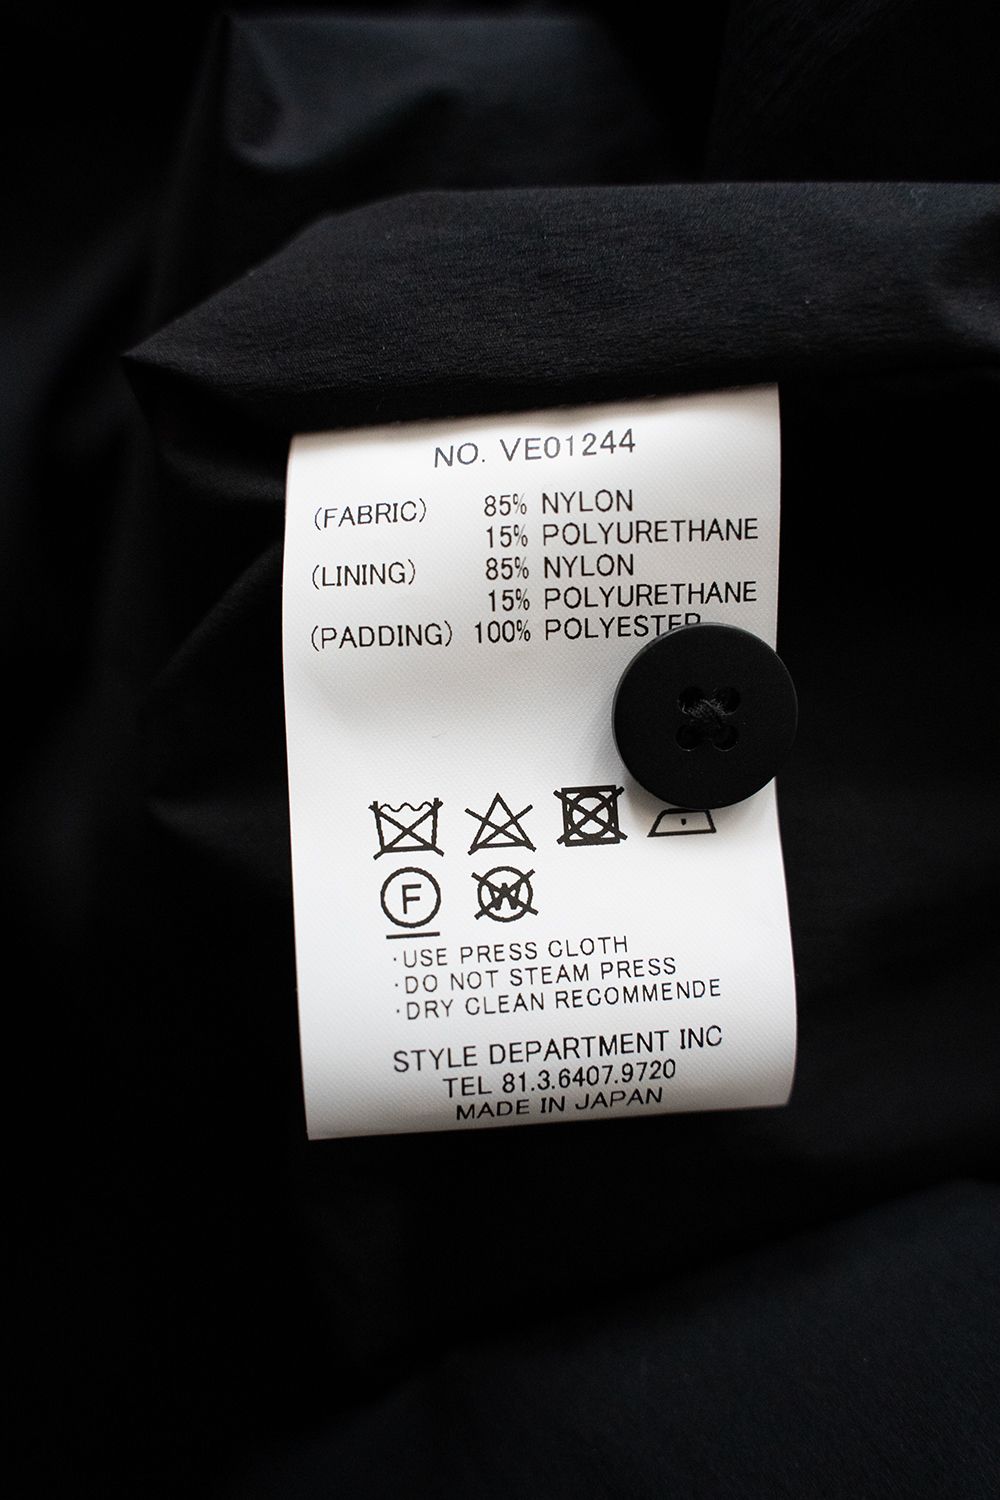 NO. VE01244
(FABRIC) 85% NYLON
15% POLYURETHANE
(LINING) 85% NYLON
15% POLYURETHANE
(PADDING) 100% POLYESTER
F
W
·USE PRESS CLOTH
·DO NOT STEAM PRESS
·DRY CLEAN RECOMMENDE
STYLE DEPARTMENT INC
TEL 81.3.6407.9720
MADE IN JAPAN